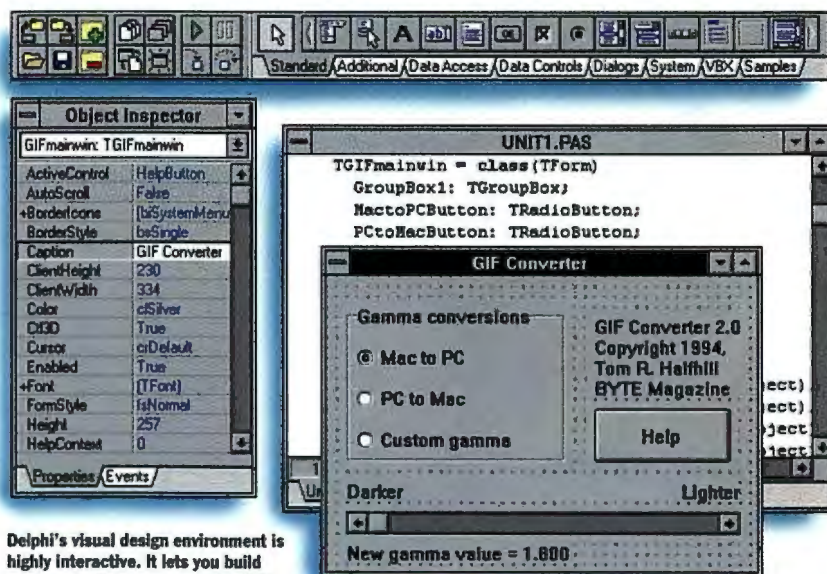 OK
Standard Additional Data Access Data Controls Dialogs System VBX Samples
Object Inspector
GIFmainwin: TGIFmainwin
ActiveControl HelpButton
AutoScroll False
+BorderIcons [biSystemMenu
BorderStyle bsSingle
Caption GIF Converter
ClientHeight 230
ClientWidth 334
Color clSilver
Ctl3D True
Cursor crDefault
Enabled True
+Font (TFont)
FormStyle fsNormal
Height 257
HelpContext 0
Properties Events
UNIT1.PAS
TGIFmainwin = class(TForm)
GroupBox1: TGroupBox;
MactoPCButton: TRadioButton;
PCtoMacButton: TRadioButton;
GIF Converter
Gamma conversions
Mac to PC
PC to Mac
Custom gamma
GIF Converter 2.0
Copyright 1994,
Tom R. Halfhill
BYTE Magazine
Help
Darker Lighter
New gamma value = 1.800
Delphi's visual design environment is
highly interactive. It lets you build